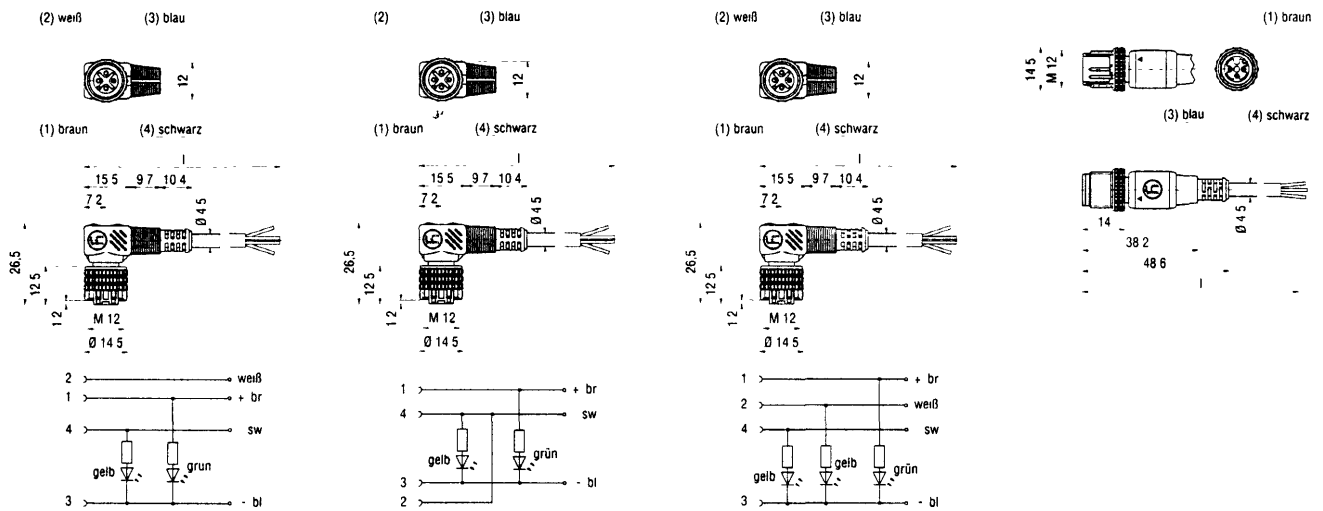 (2) weiß (3) blau
12
(1) braun (4) schwarz
l
15 5 9 7 10 4
7 2
Ø 4 5
26,5
12 5
1 2
M 12
Ø 14 5
2 weiß
1 + br
4 sw
gelb grun
3 - bl
(2) (3) blau
12
(1) braun (4) schwarz
l
15 5 9 7 10 4
7 2
Ø 4 5
26,5
12 5
1 2
M 12
Ø 14 5
1 + br
4 sw
gelb grün
3 - bl
2
(2) weiß (3) blau
12
(1) braun (4) schwarz
l
15 5 9 7 10 4
7 2
Ø 4 5
26,5
12 5
1 2
M 12
Ø 14 5
1 + br
2 weiß
4 sw
gelb gelb grün
3 - bl
(1) braun
14 5
M 12
(3) blau (4) schwarz
Ø 4 5
14
38 2
48 6
l